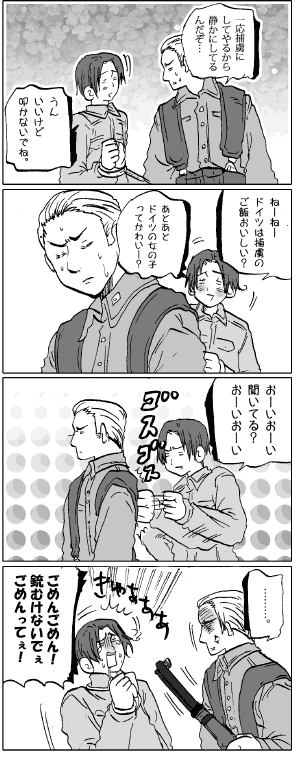 一応捕虜に
してやるから
静かにしてる
んだぞ…
うん
いいけど
叩かないでね。
ねーねー
ドイツは捕虜の
ご飯おいしい?
あとあと
ドイツの女の子
ってかわいー?
おーいおーい
聞いてる?
おーいおーい
ゴスゴス
……。
きゃあああぁ
ごめんごめん!
銃むけないでぇ
ごめんってぇ!